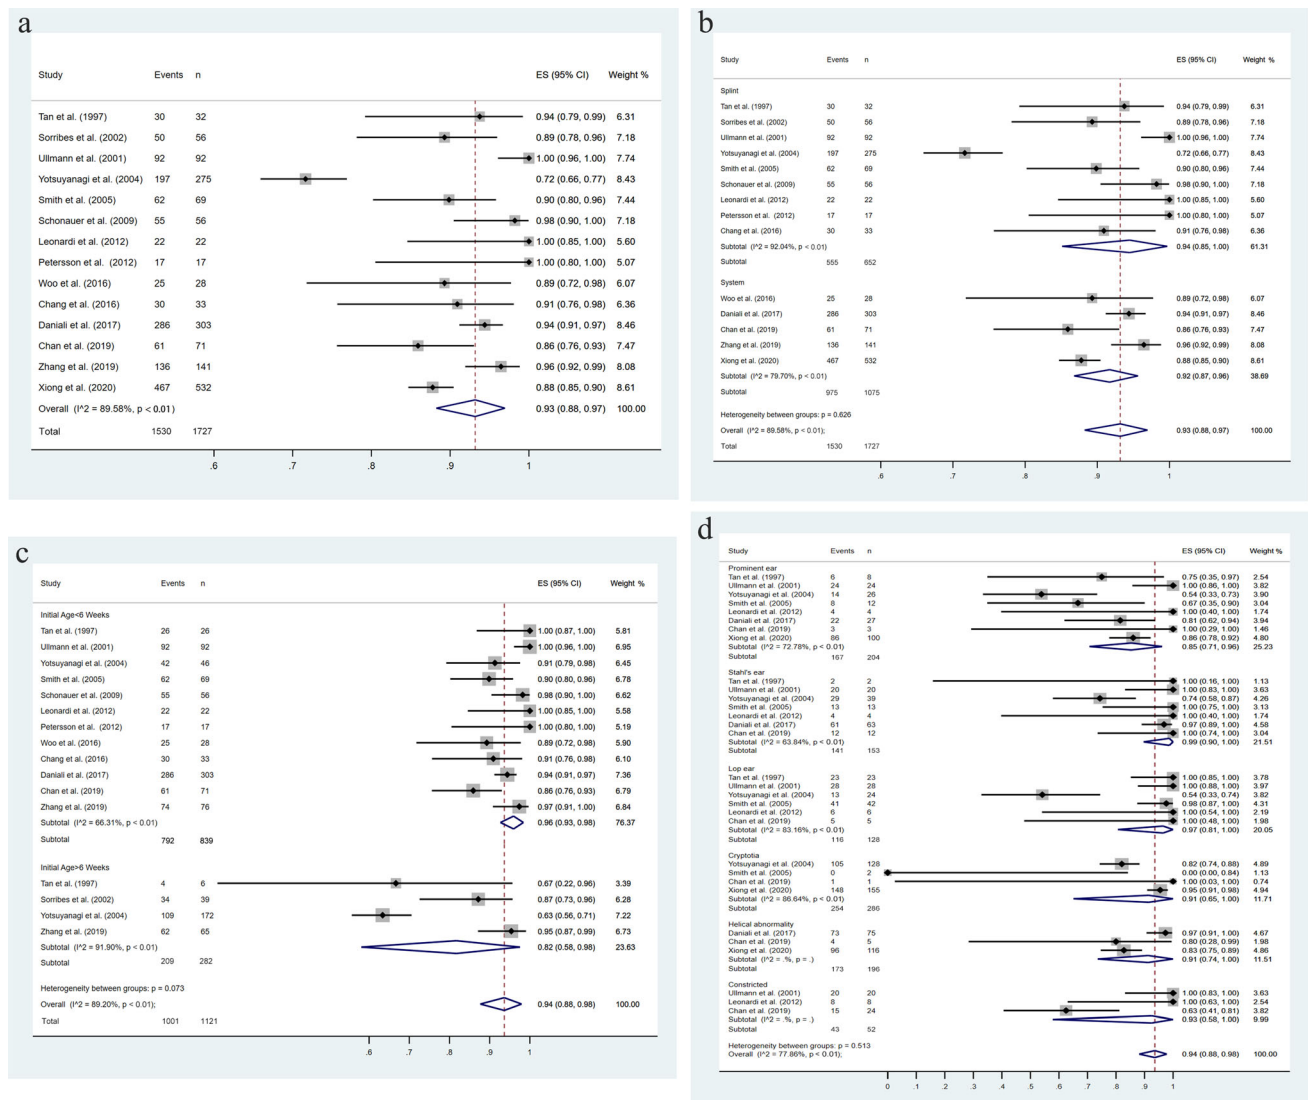 a
Study Events n ES (95% CI) Weight %
Tan et al. (1997) 30 32 0.94 (0.79, 0.99) 6.31
Sorribes et al. (2002) 50 56 0.89 (0.78, 0.96) 7.18
Ullmann et al. (2001) 92 92 1.00 (0.96, 1.00) 7.74
Yotsuyanagi et al. (2004) 197 275 0.72 (0.66, 0.77) 8.43
Smith et al. (2005) 62 69 0.90 (0.80, 0.96) 7.44
Schonauer et al. (2009) 55 56 0.98 (0.90, 1.00) 7.18
Leonardi et al. (2012) 22 22 1.00 (0.85, 1.00) 5.60
Petersson et al. (2012) 17 17 1.00 (0.80, 1.00) 5.07
Woo et al. (2016) 25 28 0.89 (0.72, 0.98) 6.07
Chang et al. (2016) 30 33 0.91 (0.76, 0.98) 6.36
Daniali et al. (2017) 286 303 0.94 (0.91, 0.97) 8.46
Chan et al. (2019) 61 71 0.86 (0.76, 0.93) 7.47
Zhang et al. (2019) 136 141 0.96 (0.92, 0.99) 8.08
Xiong et al. (2020) 467 532 0.88 (0.85, 0.90) 8.61
Overall (I^2 = 89.58%, p < 0.01) 0.93 (0.88, 0.97) 100.00
Total 1530 1727
.6 .7 .8 .9 1
b
Study Events n ES (95% CI) Weight %
Splint
Tan et al. (1997) 30 32 0.94 (0.79, 0.99) 6.31
Sorribes et al. (2002) 50 56 0.89 (0.78, 0.96) 7.18
Ullmann et al. (2001) 92 92 1.00 (0.96, 1.00) 7.74
Yotsuyanagi et al. (2004) 197 275 0.72 (0.66, 0.77) 8.43
Smith et al. (2005) 62 69 0.90 (0.80, 0.96) 7.44
Schonauer et al. (2009) 55 56 0.98 (0.90, 1.00) 7.18
Leonardi et al. (2012) 22 22 1.00 (0.85, 1.00) 5.60
Petersson et al. (2012) 17 17 1.00 (0.80, 1.00) 5.07
Chang et al. (2016) 30 33 0.91 (0.76, 0.98) 6.36
Subtotal (I^2 = 92.04%, p < 0.01) 0.94 (0.85, 1.00) 61.31
Subtotal 555 652
System
Woo et al. (2016) 25 28 0.89 (0.72, 0.98) 6.07
Daniali et al. (2017) 286 303 0.94 (0.91, 0.97) 8.46
Chan et al. (2019) 61 71 0.86 (0.76, 0.93) 7.47
Zhang et al. (2019) 136 141 0.96 (0.92, 0.99) 8.08
Xiong et al. (2020) 467 532 0.88 (0.85, 0.90) 8.61
Subtotal (I^2 = 79.70%, p < 0.01) 0.92 (0.87, 0.96) 38.69
Subtotal 975 1075
Heterogeneity between groups: p = 0.626
Overall (I^2 = 89.58%, p < 0.01); 0.93 (0.88, 0.97) 100.00
Total 1530 1727
.6 .7 .8 .9 1
c
Study Events n ES (95% CI) Weight %
Initial Age<6 Weeks
Tan et al. (1997) 26 26 1.00 (0.87, 1.00) 5.81
Ullmann et al. (2001) 92 92 1.00 (0.96, 1.00) 6.95
Yotsuyanagi et al. (2004) 42 46 0.91 (0.79, 0.98) 6.45
Smith et al. (2005) 62 69 0.90 (0.80, 0.96) 6.78
Schonauer et al. (2009) 55 56 0.98 (0.90, 1.00) 6.62
Leonardi et al. (2012) 22 22 1.00 (0.85, 1.00) 5.58
Petersson et al. (2012) 17 17 1.00 (0.80, 1.00) 5.19
Woo et al. (2016) 25 28 0.89 (0.72, 0.98) 5.90
Chang et al. (2016) 30 33 0.91 (0.76, 0.98) 6.10
Daniali et al. (2017) 286 303 0.94 (0.91, 0.97) 7.36
Chan et al. (2019) 61 71 0.86 (0.76, 0.93) 6.79
Zhang et al. (2019) 74 76 0.97 (0.91, 1.00) 6.84
Subtotal (I^2 = 66.31%, p < 0.01) 0.96 (0.93, 0.98) 76.37
Subtotal 792 839
Initial Age>6 Weeks
Tan et al. (1997) 4 6 0.67 (0.22, 0.96) 3.39
Sorribes et al. (2002) 34 39 0.87 (0.73, 0.96) 6.28
Yotsuyanagi et al. (2004) 109 172 0.63 (0.56, 0.71) 7.22
Zhang et al. (2019) 62 65 0.95 (0.87, 0.99) 6.73
Subtotal (I^2 = 91.90%, p < 0.01) 0.82 (0.58, 0.98) 23.63
Subtotal 209 282
Heterogeneity between groups: p = 0.073
Overall (I^2 = 89.20%, p < 0.01); 0.94 (0.88, 0.98) 100.00
Total 1001 1121
.6 .7 .8 .9 1
d
Study Events n ES (95% CI) Weight %
Prominent ear
Tan et al. (1997) 6 8 0.75 (0.35, 0.97) 2.54
Ullmann et al. (2001) 24 24 1.00 (0.86, 1.00) 3.82
Yotsuyanagi et al. (2004) 14 26 0.54 (0.33, 0.73) 3.90
Smith et al. (2005) 8 12 0.67 (0.35, 0.90) 3.04
Leonardi et al. (2012) 4 4 1.00 (0.40, 1.00) 1.74
Daniali et al. (2017) 22 27 0.81 (0.62, 0.94) 3.94
Chan et al. (2019) 3 3 1.00 (0.29, 1.00) 1.46
Xiong et al. (2020) 86 100 0.86 (0.78, 0.92) 4.80
Subtotal (I^2 = 72.78%, p < 0.01) 0.85 (0.71, 0.96) 25.23
Subtotal 167 204
Stahl's ear
Tan et al. (1997) 2 2 1.00 (0.16, 1.00) 1.13
Ullmann et al. (2001) 20 20 1.00 (0.83, 1.00) 3.63
Yotsuyanagi et al. (2004) 29 39 0.74 (0.58, 0.87) 4.26
Smith et al. (2005) 13 13 1.00 (0.75, 1.00) 3.13
Leonardi et al. (2012) 4 4 1.00 (0.40, 1.00) 1.74
Daniali et al. (2017) 61 63 0.97 (0.89, 1.00) 4.58
Chan et al. (2019) 12 12 1.00 (0.74, 1.00) 3.04
Subtotal (I^2 = 63.84%, p < 0.01) 0.99 (0.90, 1.00) 21.51
Subtotal 141 153
Lop ear
Tan et al. (1997) 23 23 1.00 (0.85, 1.00) 3.78
Ullmann et al. (2001) 28 28 1.00 (0.88, 1.00) 3.97
Yotsuyanagi et al. (2004) 13 24 0.54 (0.33, 0.74) 3.82
Smith et al. (2005) 41 42 0.98 (0.87, 1.00) 4.31
Leonardi et al. (2012) 6 6 1.00 (0.54, 1.00) 2.19
Chan et al. (2019) 5 5 1.00 (0.48, 1.00) 1.98
Subtotal (I^2 = 83.16%, p < 0.01) 0.97 (0.81, 1.00) 20.05
Subtotal 116 128
Cryptotia
Yotsuyanagi et al. (2004) 105 128 0.82 (0.74, 0.88) 4.89
Smith et al. (2005) 0 2 0.00 (0.00, 0.84) 1.13
Chan et al. (2019) 1 1 1.00 (0.03, 1.00) 0.74
Xiong et al. (2020) 148 155 0.95 (0.91, 0.98) 4.94
Subtotal (I^2 = 86.64%, p < 0.01) 0.91 (0.65, 1.00) 11.71
Subtotal 254 286
Helical abnormality
Daniali et al. (2017) 73 75 0.97 (0.91, 1.00) 4.67
Chan et al. (2019) 4 5 0.80 (0.28, 0.99) 1.98
Xiong et al. (2020) 96 116 0.83 (0.75, 0.89) 4.86
Subtotal (I^2 = .%, p = .) 0.91 (0.74, 1.00) 11.51
Subtotal 173 196
Constricted
Ullmann et al. (2001) 20 20 1.00 (0.83, 1.00) 3.63
Leonardi et al. (2012) 8 8 1.00 (0.63, 1.00) 2.54
Chan et al. (2019) 15 24 0.63 (0.41, 0.81) 3.82
Subtotal (I^2 = .%, p = .) 0.93 (0.58, 1.00) 9.99
Subtotal 43 52
Heterogeneity between groups: p = 0.513
Overall (I^2 = 77.86%, p < 0.01); 0.94 (0.88, 0.98) 100.00
0 .1 .2 .3 .4 .5 .6 .7 .8 .9 1